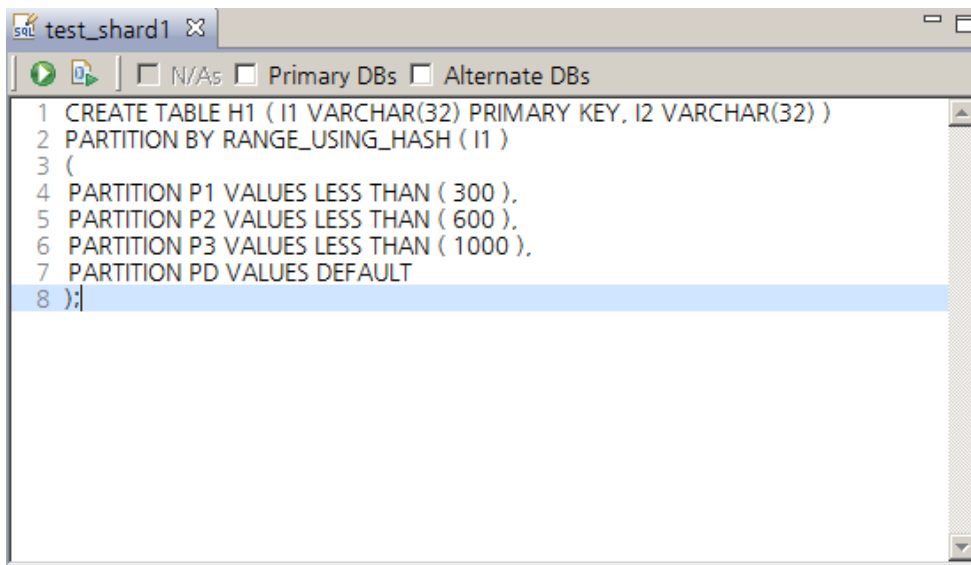 test_shard1
N/As Primary DBs Alternate DBs
1 CREATE TABLE H1 ( I1 VARCHAR(32) PRIMARY KEY, I2 VARCHAR(32) )
2 PARTITION BY RANGE_USING_HASH ( I1 )
3 (
4 PARTITION P1 VALUES LESS THAN ( 300 ),
5 PARTITION P2 VALUES LESS THAN ( 600 ),
6 PARTITION P3 VALUES LESS THAN ( 1000 ),
7 PARTITION PD VALUES DEFAULT
8 );